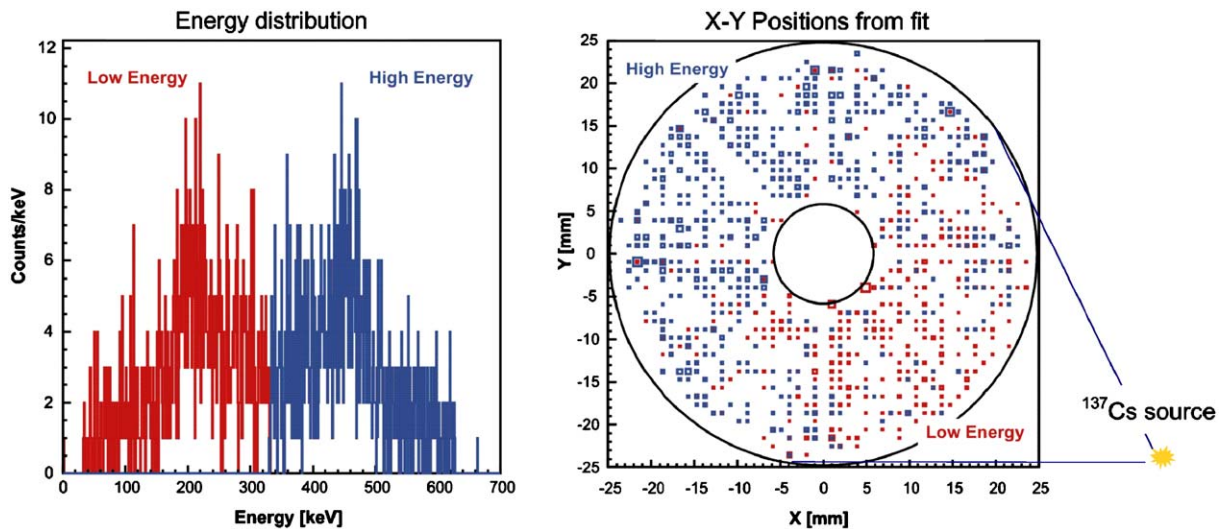 Energy distribution
12
10
8
6
4
2
0
Counts/keV
Low Energy
High Energy
0 100 200 300 400 500 600 700
Energy [keV]
X-Y Positions from fit
25
20
15
10
5
0
-5
-10
-15
-20
-25
Y [mm]
High Energy
Low Energy
-25 -20 -15 -10 -5 0 5 10 15 20 25
X [mm]
¹³⁷Cs source